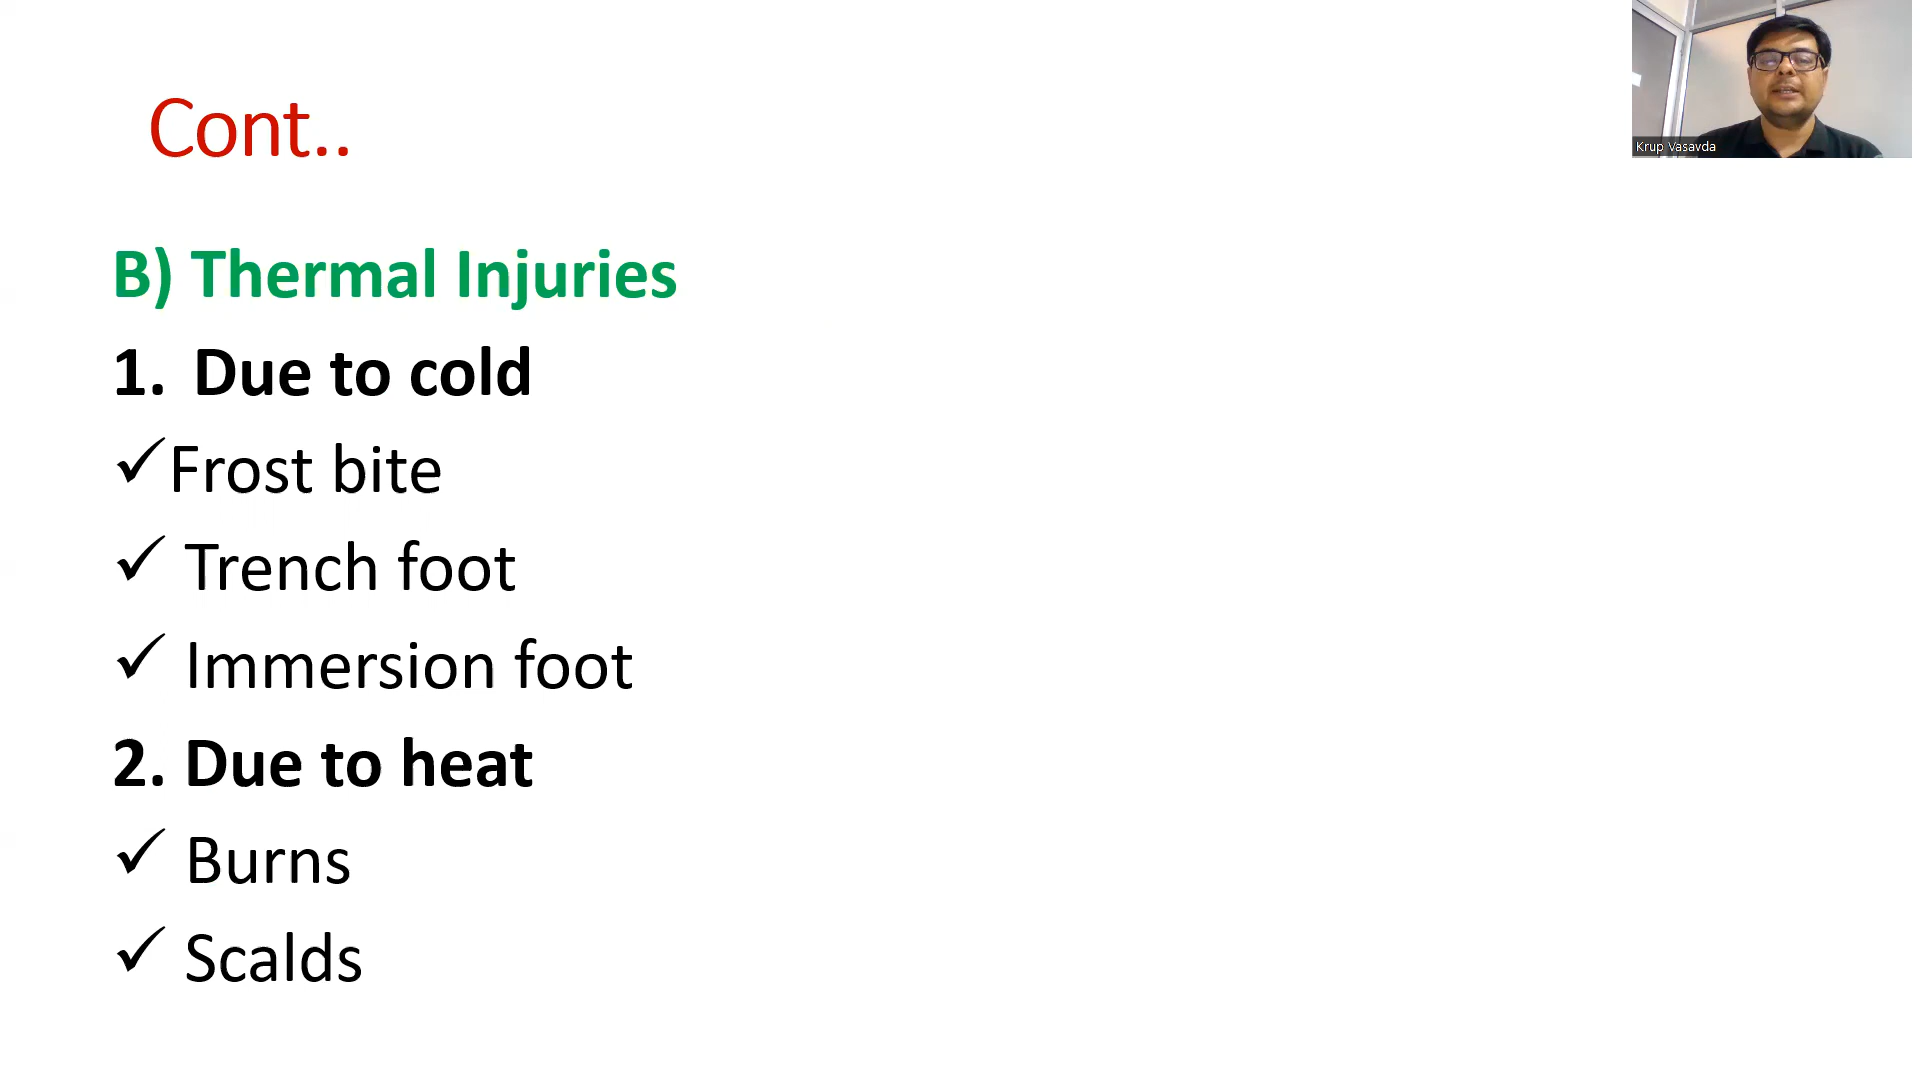 Cont..
Krup Vasavda
B) Thermal Injuries
1. Due to cold
✓Frost bite
✓ Trench foot
✓ Immersion foot
2. Due to heat
✓ Burns
✓ Scalds